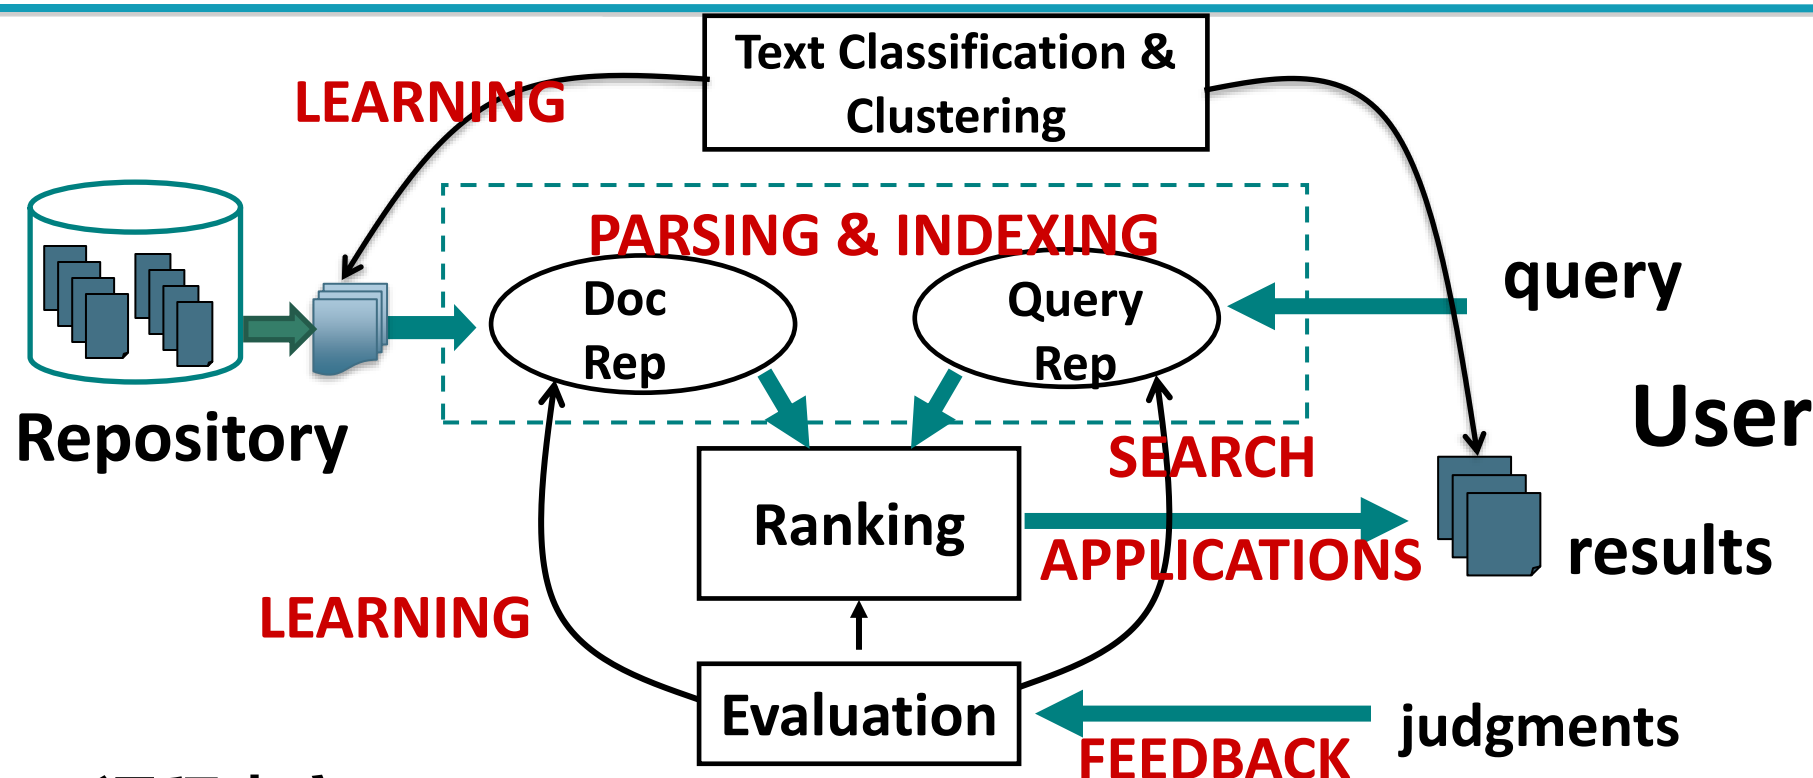 Text Classification &
Clustering
LEARNING
PARSING & INDEXING
Doc
Rep
Query
Rep
query
Repository
User
SEARCH
Ranking
APPLICATIONS
results
LEARNING
Evaluation
judgments
FEEDBACK